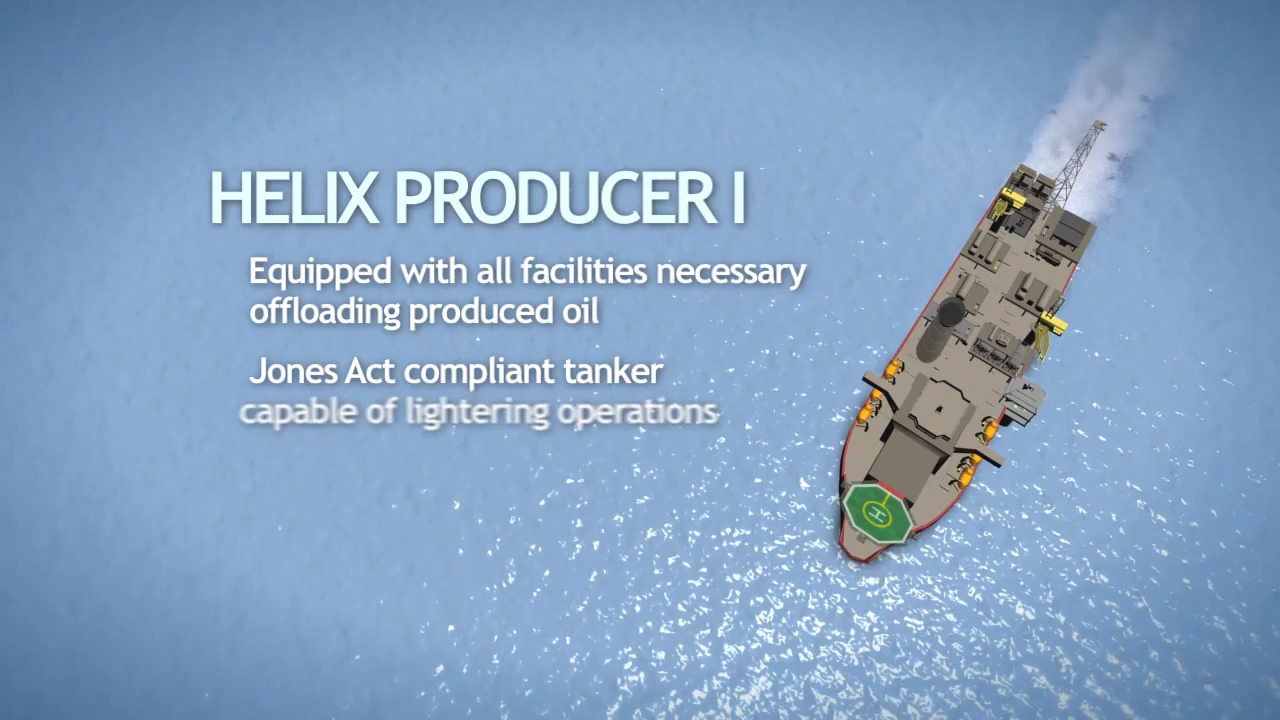 HELIX PRODUCER I
Equipped with all facilities necessary
offloading produced oil
Jones Act compliant tanker
capable of lightering operations
H